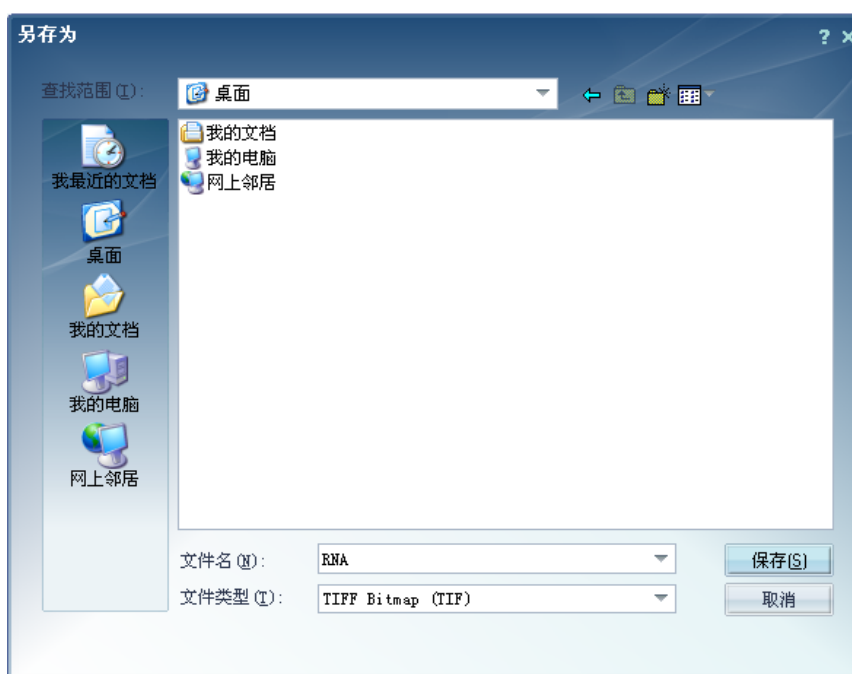 另存为
查找范围(I):
桌面
我的文档
我的电脑
网上邻居
我最近的文档
桌面
我的文档
我的电脑
网上邻居
文件名(N):
RNA
保存(S)
文件类型(T):
TIFF Bitmap (TIF)
取消